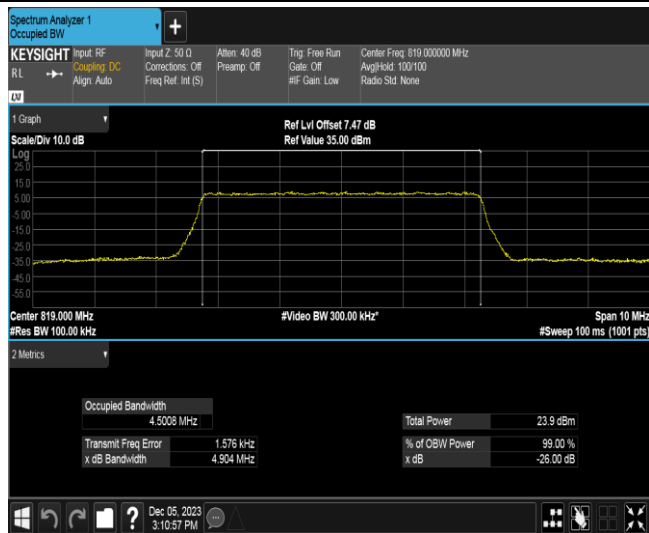 Spectrum Analyzer 1
Occupied BW
KEYSIGHT
RL
LXI
Input: RF
Coupling: DC
Align: Auto
Input Z: 50 Ω
Corrections: Off
Freq Ref: Int (S)
Atten: 40 dB
Preamp: Off
Trig: Free Run
Gate: Off
#IF Gain: Low
Center Freq: 819.000000 MHz
Avg|Hold: 100/100
Radio Std: None
1 Graph
Scale/Div 10.0 dB
Ref Lvl Offset 7.47 dB
Ref Value 35.00 dBm
Log
25.0
15.0
5.00
-5.00
-15.0
-25.0
-35.0
-45.0
-55.0
Center 819.000 MHz
#Video BW 300.00 kHz*
Span 10 MHz
#Res BW 100.00 kHz
#Sweep 100 ms (1001 pts)
2 Metrics
Occupied Bandwidth
4.5008 MHz
Total Power 23.9 dBm
Transmit Freq Error 1.576 kHz
% of OBW Power 99.00 %
x dB Bandwidth 4.904 MHz
x dB -26.00 dB
?
Dec 05, 2023
3:10:57 PM